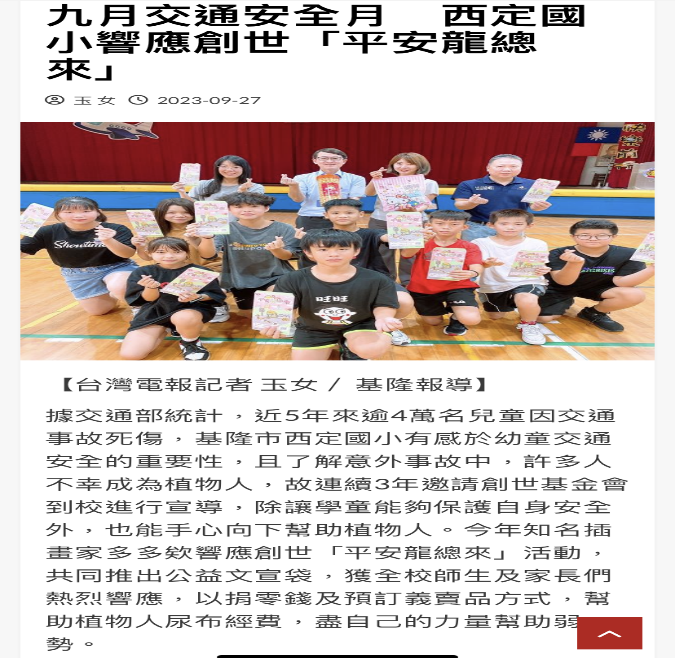 九月交通安全月　西定國
小響應創世「平安龍總
來」
玉女 2023-09-27
Showtime
旺旺
【台灣電報記者 玉女 / 基隆報導】
據交通部統計，近5年來逾4萬名兒童因交通
事故死傷，基隆市西定國小有感於幼童交通
安全的重要性，且了解意外事故中，許多人
不幸成為植物人，故連續3年邀請創世基金會
到校進行宣導，除讓學童能夠保護自身安全
外，也能手心向下幫助植物人。今年知名插
畫家多多欸響應創世「平安龍總來」活動，
共同推出公益文宣袋，獲全校師生及家長們
熱烈響應，以捐零錢及預訂義賣品方式，幫
助植物人尿布經費，盡自己的力量幫助弱
勢。